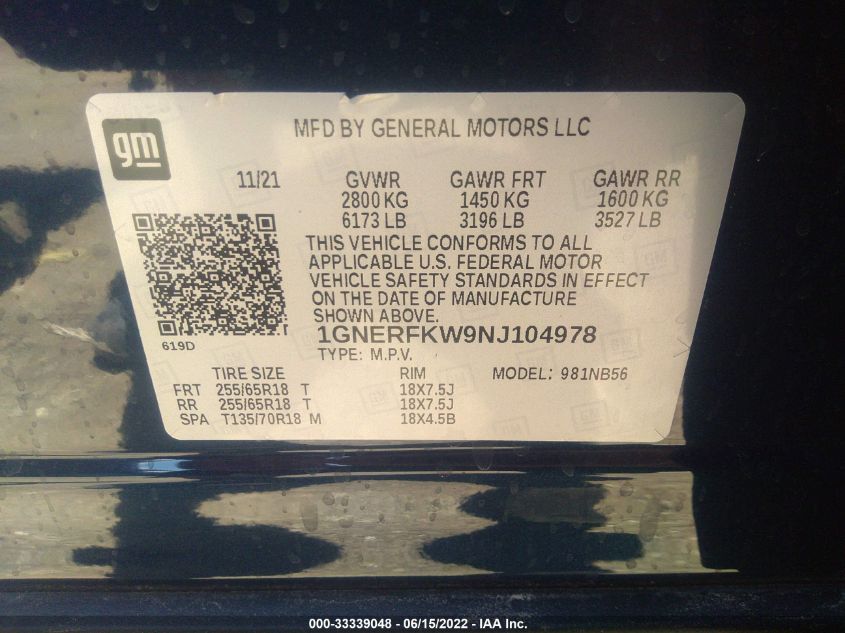 gm
MFD BY GENERAL MOTORS LLC
11/21 GVWR GAWR FRT GAWR RR
2800 KG 1450 KG 1600 KG
6173 LB 3196 LB 3527 LB
THIS VEHICLE CONFORMS TO ALL
APPLICABLE U.S. FEDERAL MOTOR
VEHICLE SAFETY STANDARDS IN EFFECT
ON THE DATE OF MANUFACTURE
SHOWN ABOVE.
619D
1GNERFKW9NJ104978
TYPE: M.P.V.
TIRE SIZE RIM MODEL: 981NB56
FRT 255/65R18 T 18X7.5J
RR 255/65R18 T 18X7.5J
SPA T135/70R18 M 18X4.5B
000-33339048 - 06/15/2022 - IAA Inc.